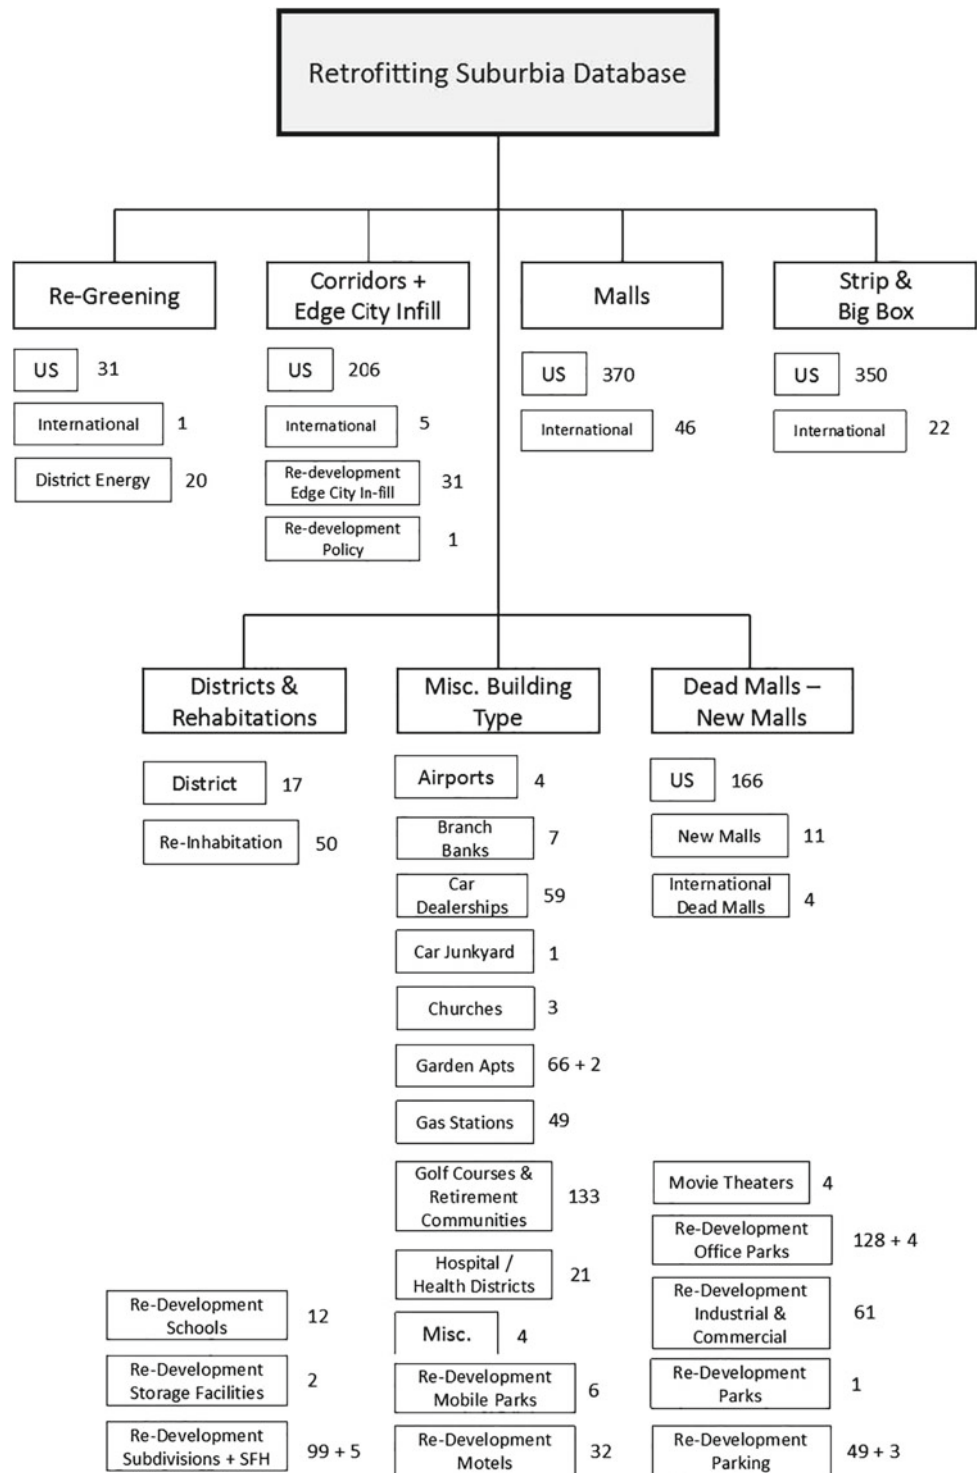 Retrofitting Suburbia Database
Re-Greening
US 31
International 1
District Energy 20
Corridors +
Edge City Infill
US 206
International 5
Re-development
Edge City In-fill 31
Re-development
Policy 1
Malls
US 370
International 46
Strip &
Big Box
US 350
International 22
Districts &
Rehabitations
District 17
Re-Inhabitation 50
Misc. Building
Type
Airports 4
Branch
Banks 7
Car
Dealerships 59
Car Junkyard 1
Churches 3
Garden Apts 66 + 2
Gas Stations 49
Golf Courses &
Retirement
Communities 133
Hospital /
Health Districts 21
Misc. 4
Re-Development
Mobile Parks 6
Re-Development
Motels 32
Dead Malls –
New Malls
US 166
New Malls 11
International
Dead Malls 4
Movie Theaters 4
Re-Development
Office Parks 128 + 4
Re-Development
Industrial &
Commercial 61
Re-Development
Parks 1
Re-Development
Parking 49 + 3
Re-Development
Schools 12
Re-Development
Storage Facilities 2
Re-Development
Subdivisions + SFH 99 + 5